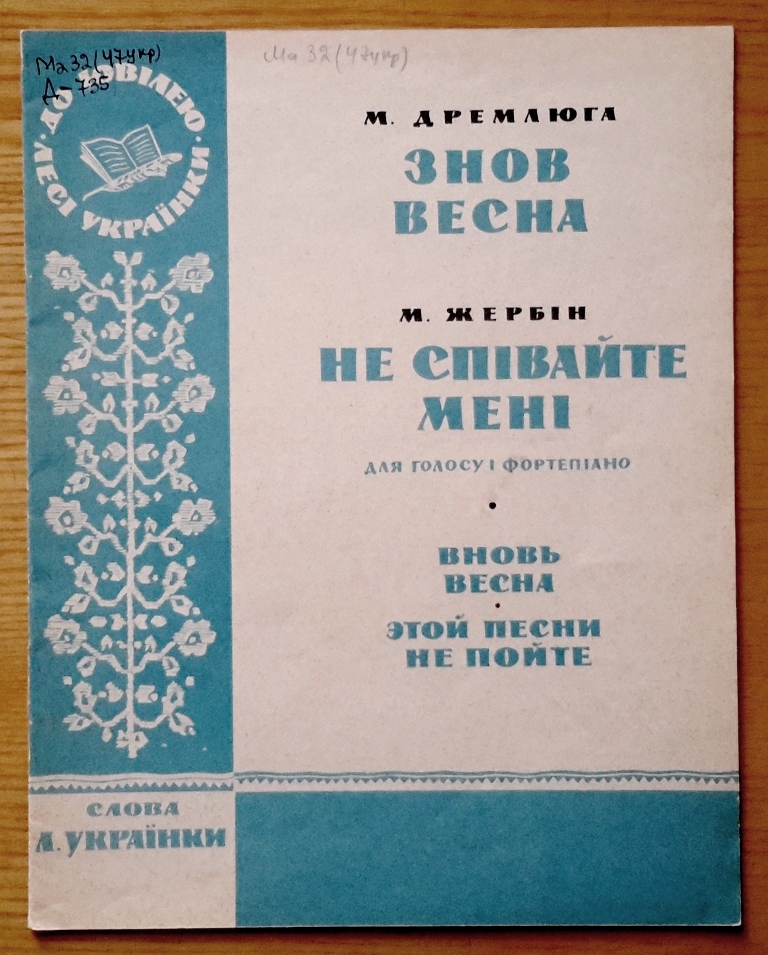 Ма 32 (47укр)
Д-735
Ма 32 (47укр)
ДО ЮВІЛЕЮ
ЛЕСІ УКРАЇНКИ
М. ДРЕМЛЮГА
ЗНОВ
ВЕСНА
М. ЖЕРБІН
НЕ СПІВАЙТЕ
МЕНІ
ДЛЯ ГОЛОСУ І ФОРТЕПІАНО
ВНОВЬ
ВЕСНА
ЭТОЙ ПЕСНИ
НЕ ПОЙТЕ
СЛОВА
Л. УКРАЇНКИ